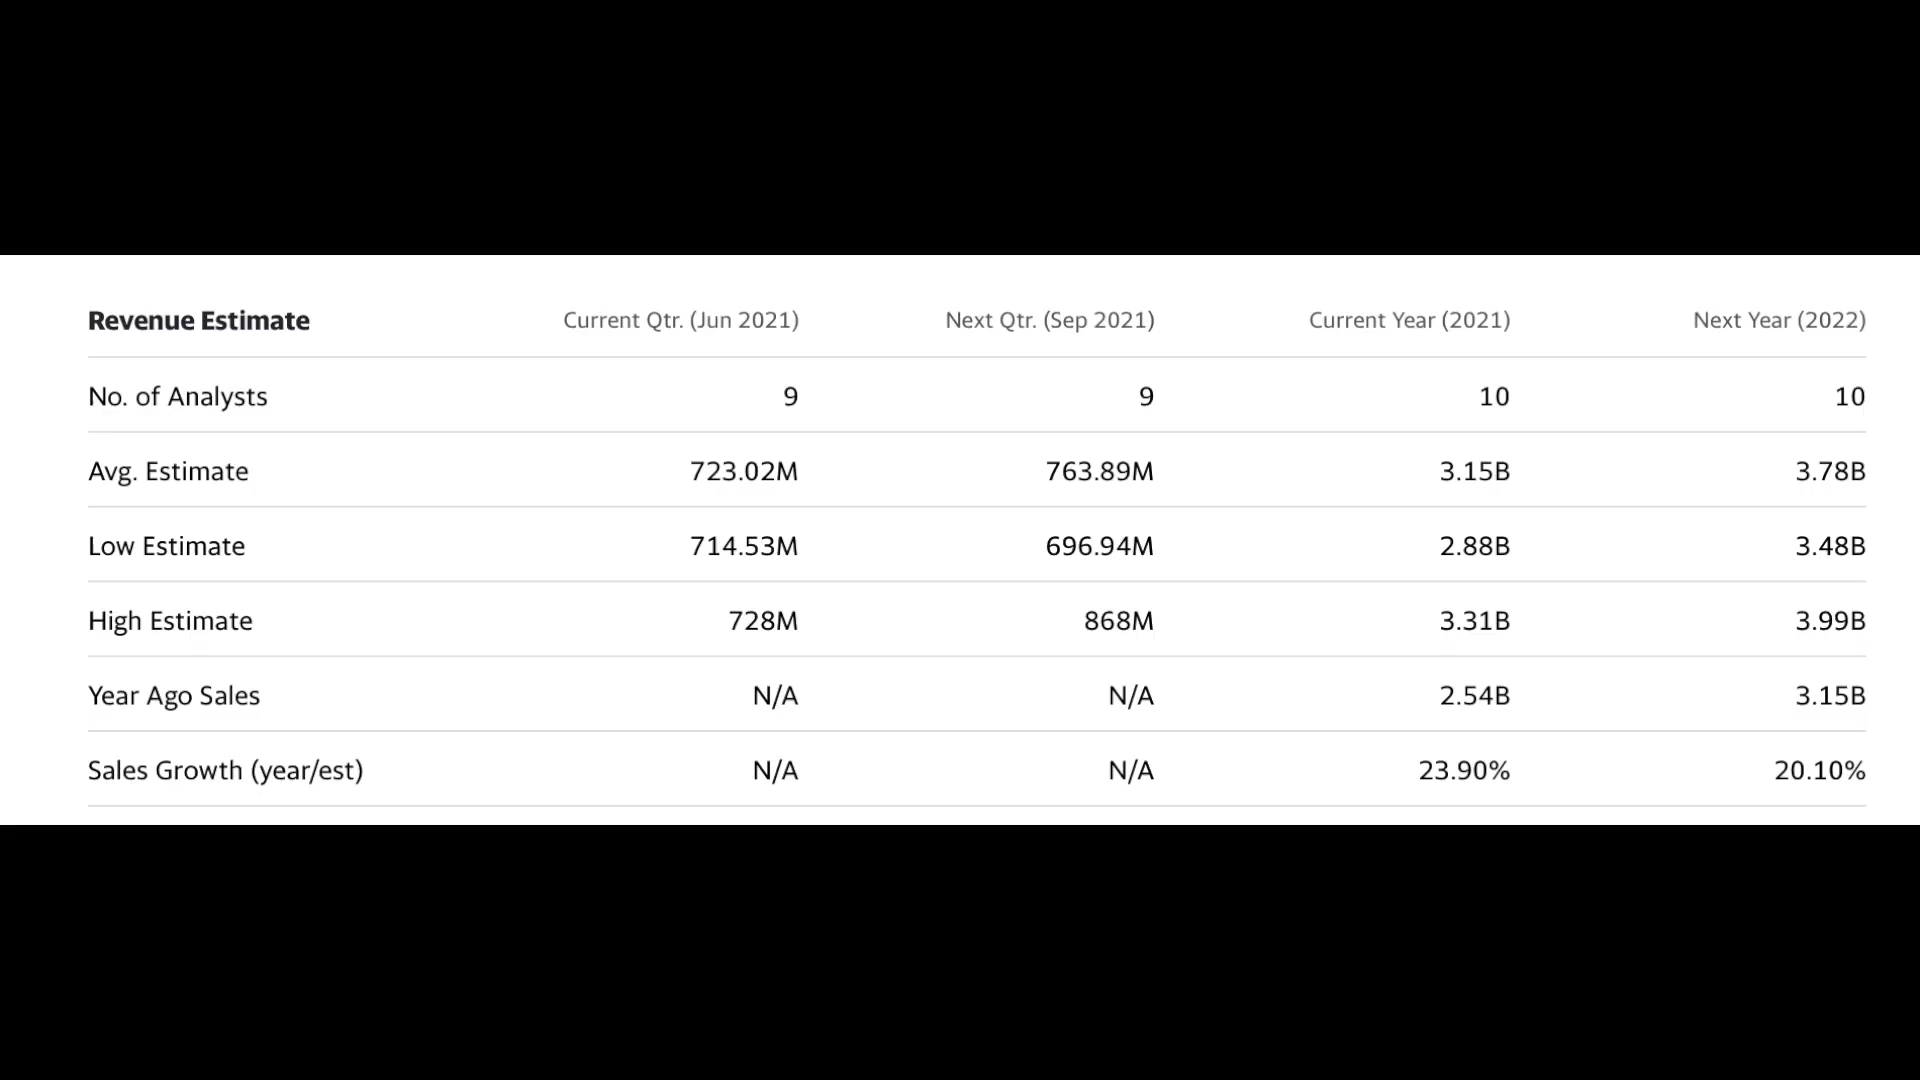 Revenue Estimate Current Qtr. (Jun 2021) Next Qtr. (Sep 2021) Current Year (2021) Next Year (2022)
No. of Analysts 9 9 10 10
Avg. Estimate 723.02M 763.89M 3.15B 3.78B
Low Estimate 714.53M 696.94M 2.88B 3.48B
High Estimate 728M 868M 3.31B 3.99B
Year Ago Sales N/A N/A 2.54B 3.15B
Sales Growth (year/est) N/A N/A 23.90% 20.10%